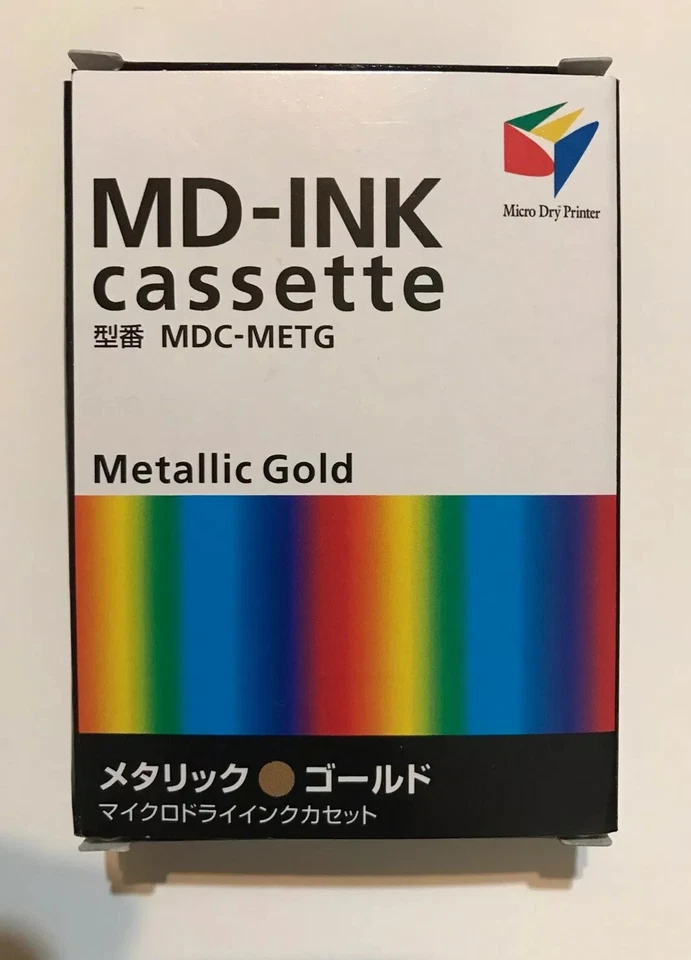 Micro Dry Printer
MD-INK
cassette
型番 MDC-METG
Metallic Gold
メタリック ● ゴールド
マイクロドライインクカセット